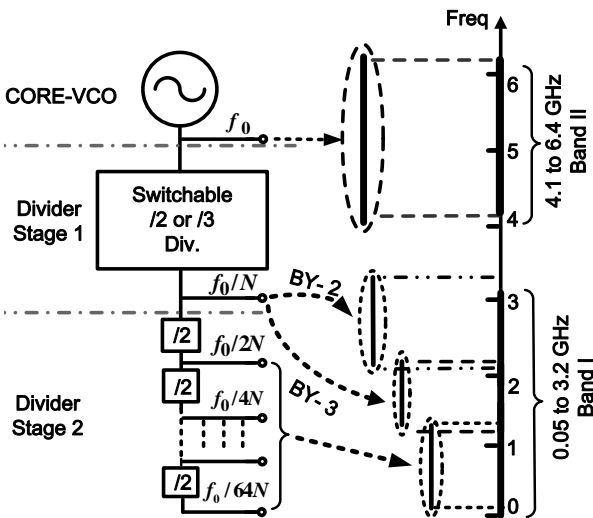 Freq
CORE-VCO
f0
6
5
4
4.1 to 6.4 GHz
Band II
Divider
Stage 1
Switchable
/2 or /3
Div.
f0/N
BY-2
BY-3
3
2
1
0
0.05 to 3.2 GHz
Band I
Divider
Stage 2
/2
f0/2N
/2
f0/4N
/2
f0/64N